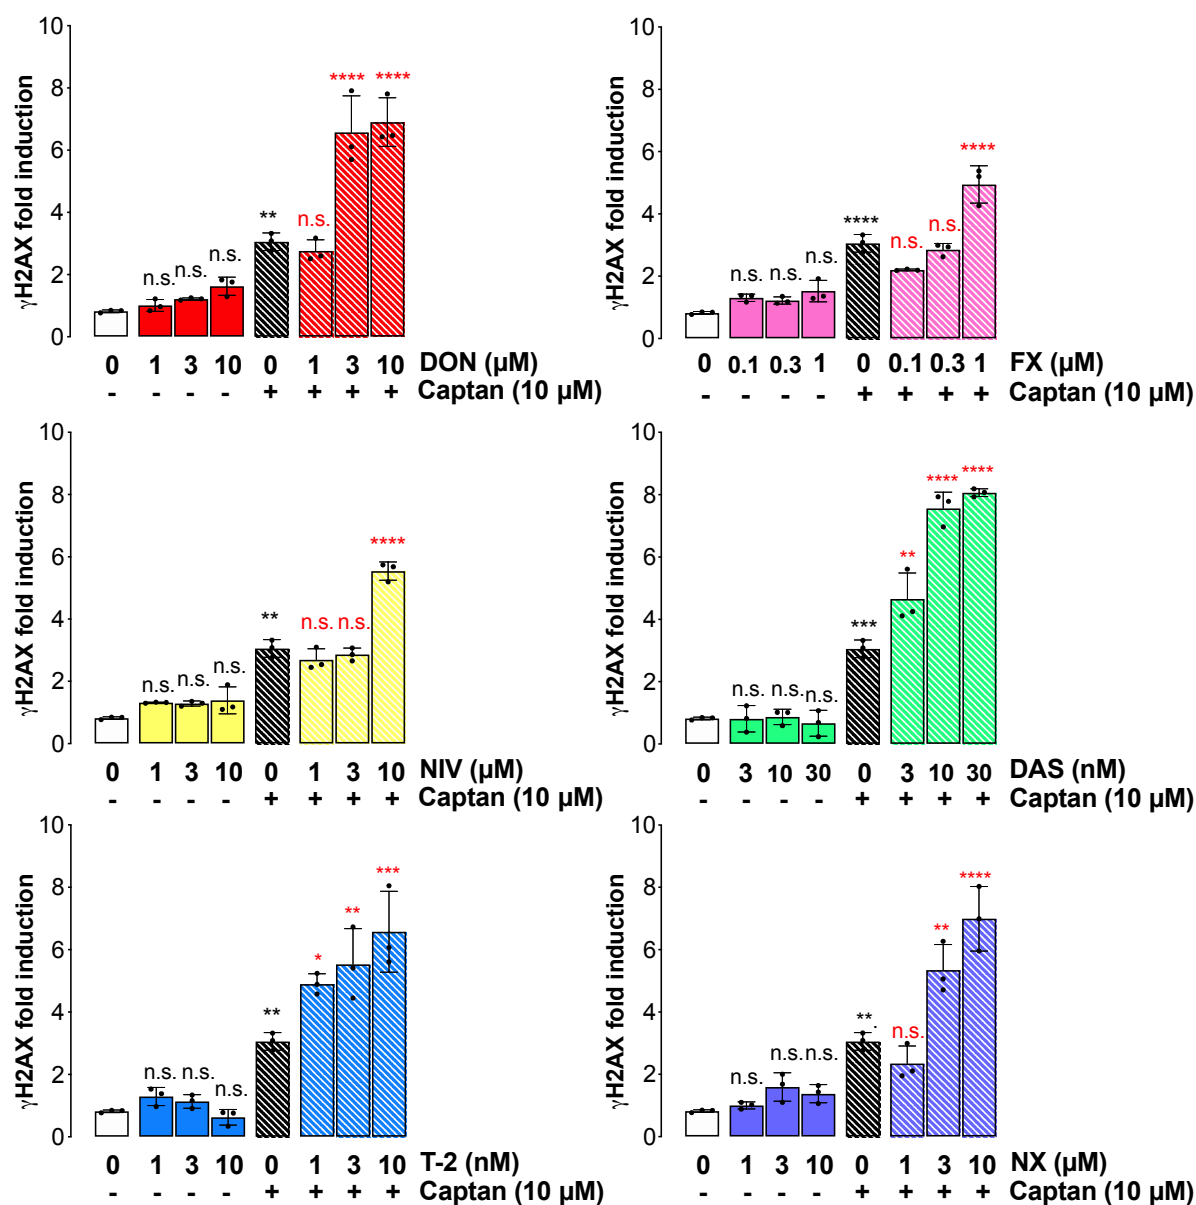 γH2AX fold induction
10
8
6
4
2
0
n.s. n.s. n.s. ** n.s. **** ****
0 1 3 10 0 1 3 10 DON (μM)
- - - - + + + + Captan (10 μM)
γH2AX fold induction
10
8
6
4
2
0
n.s. n.s. n.s. **** n.s. n.s. ****
0 0.1 0.3 1 0 0.1 0.3 1 FX (μM)
- - - - + + + + Captan (10 μM)
γH2AX fold induction
10
8
6
4
2
0
n.s. n.s. n.s. ** n.s. n.s. ****
0 1 3 10 0 1 3 10 NIV (μM)
- - - - + + + + Captan (10 μM)
γH2AX fold induction
10
8
6
4
2
0
n.s. n.s. n.s. *** ** **** ****
0 3 10 30 0 3 10 30 DAS (nM)
- - - - + + + + Captan (10 μM)
γH2AX fold induction
10
8
6
4
2
0
n.s. n.s. n.s. ** * ** ***
0 1 3 10 0 1 3 10 T-2 (nM)
- - - - + + + + Captan (10 μM)
γH2AX fold induction
10
8
6
4
2
0
n.s. n.s. n.s. ** n.s. ** ****
0 1 3 10 0 1 3 10 NX (μM)
- - - - + + + + Captan (10 μM)